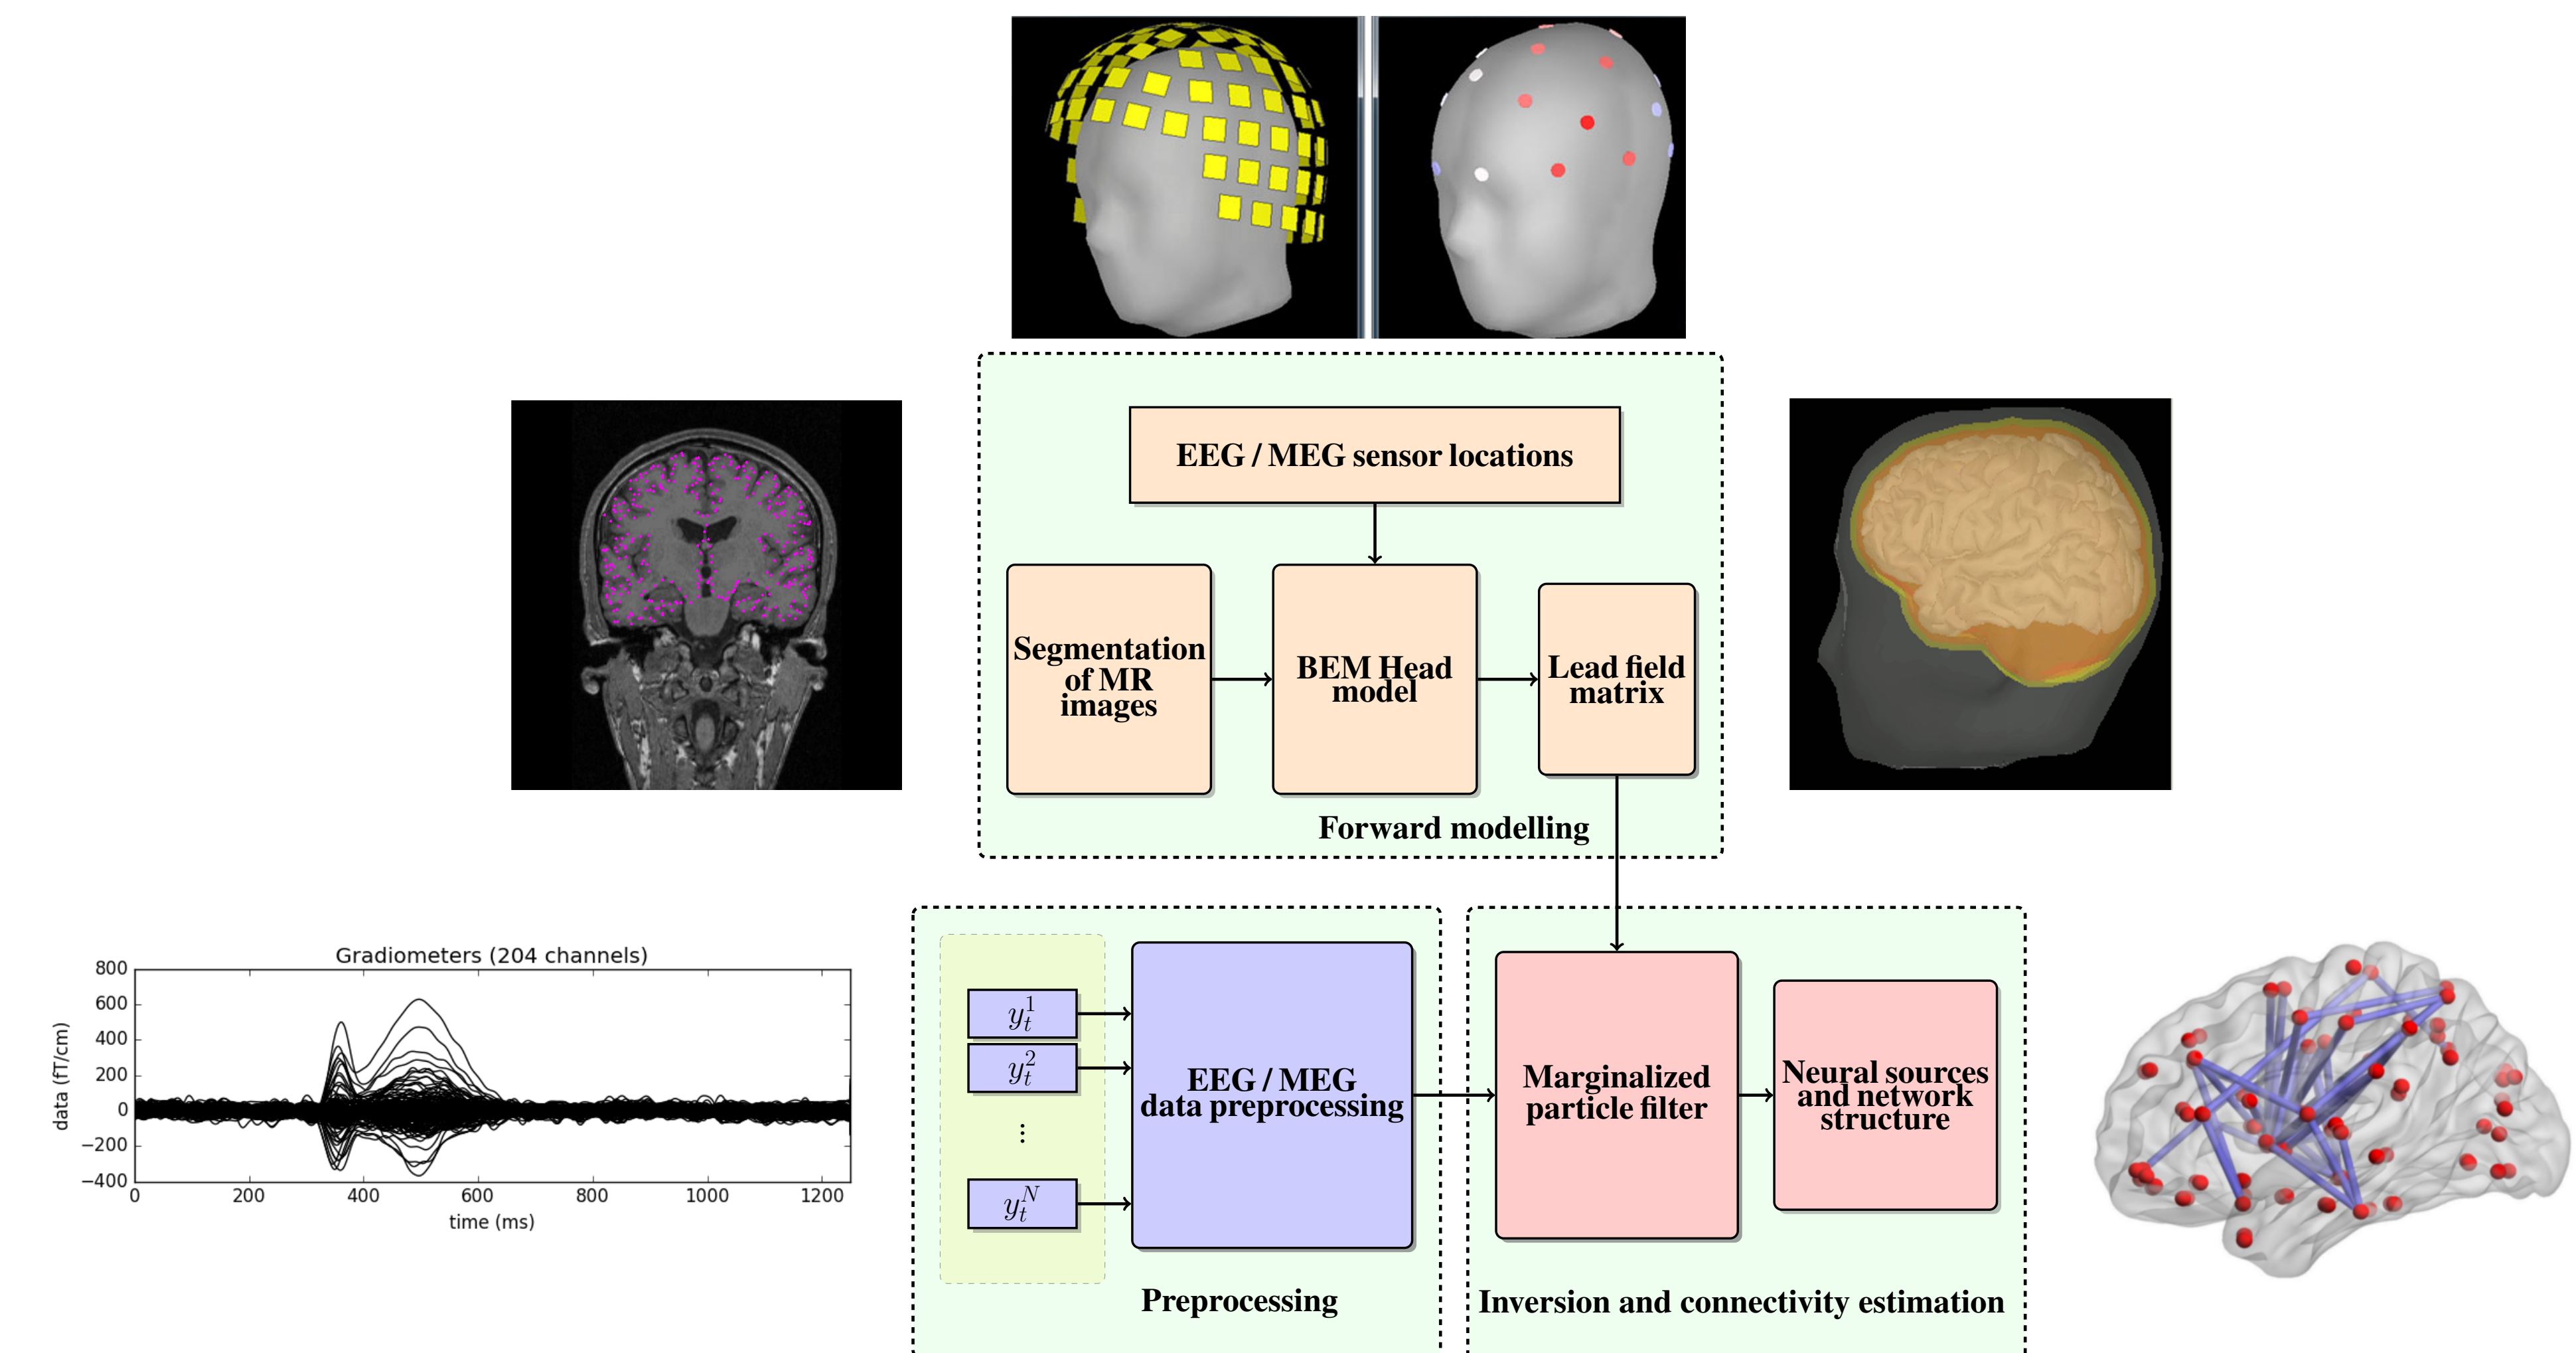 EEG / MEG sensor locations
Segmentation
of MR
images
BEM Head
model
Lead field
matrix
Forward modelling
Gradiometers (204 channels)
800
600
400
200
0
−200
−400
data (fT/cm)
0 200 400 600 800 1000 1200
time (ms)
y_t^1
y_t^2
⋮
y_t^N
EEG / MEG
data preprocessing
Preprocessing
Marginalized
particle filter
Neural sources
and network
structure
Inversion and connectivity estimation